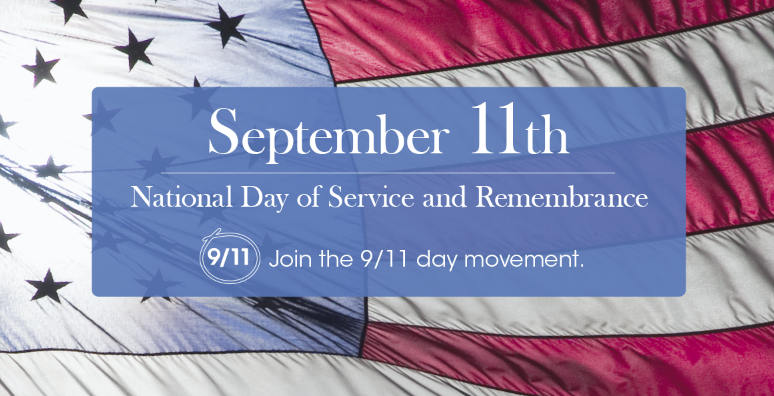 September 11th
National Day of Service and Remembrance
9/11 Join the 9/11 day movement.